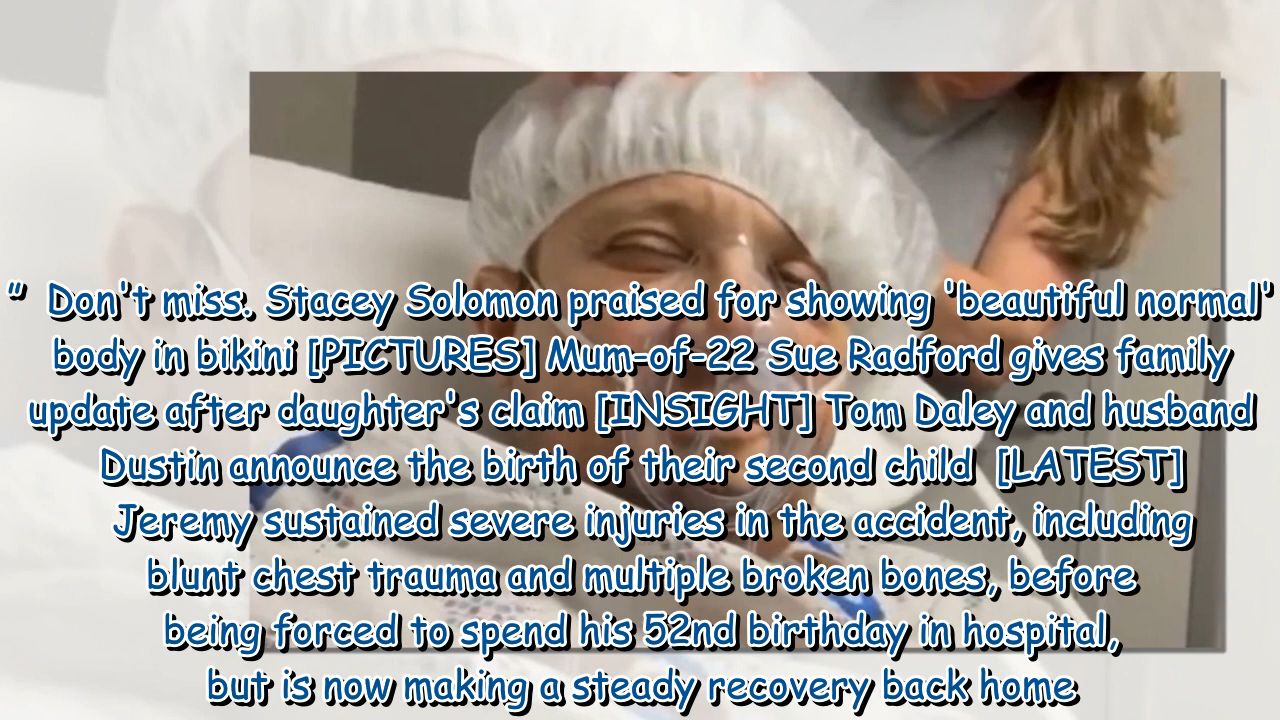 ” Don't miss. Stacey Solomon praised for showing 'beautiful normal'
body in bikini [PICTURES] Mum-of-22 Sue Radford gives family
update after daughter's claim [INSIGHT] Tom Daley and husband
Dustin announce the birth of their second child [LATEST]
Jeremy sustained severe injuries in the accident, including
blunt chest trauma and multiple broken bones, before
being forced to spend his 52nd birthday in hospital,
but is now making a steady recovery back home